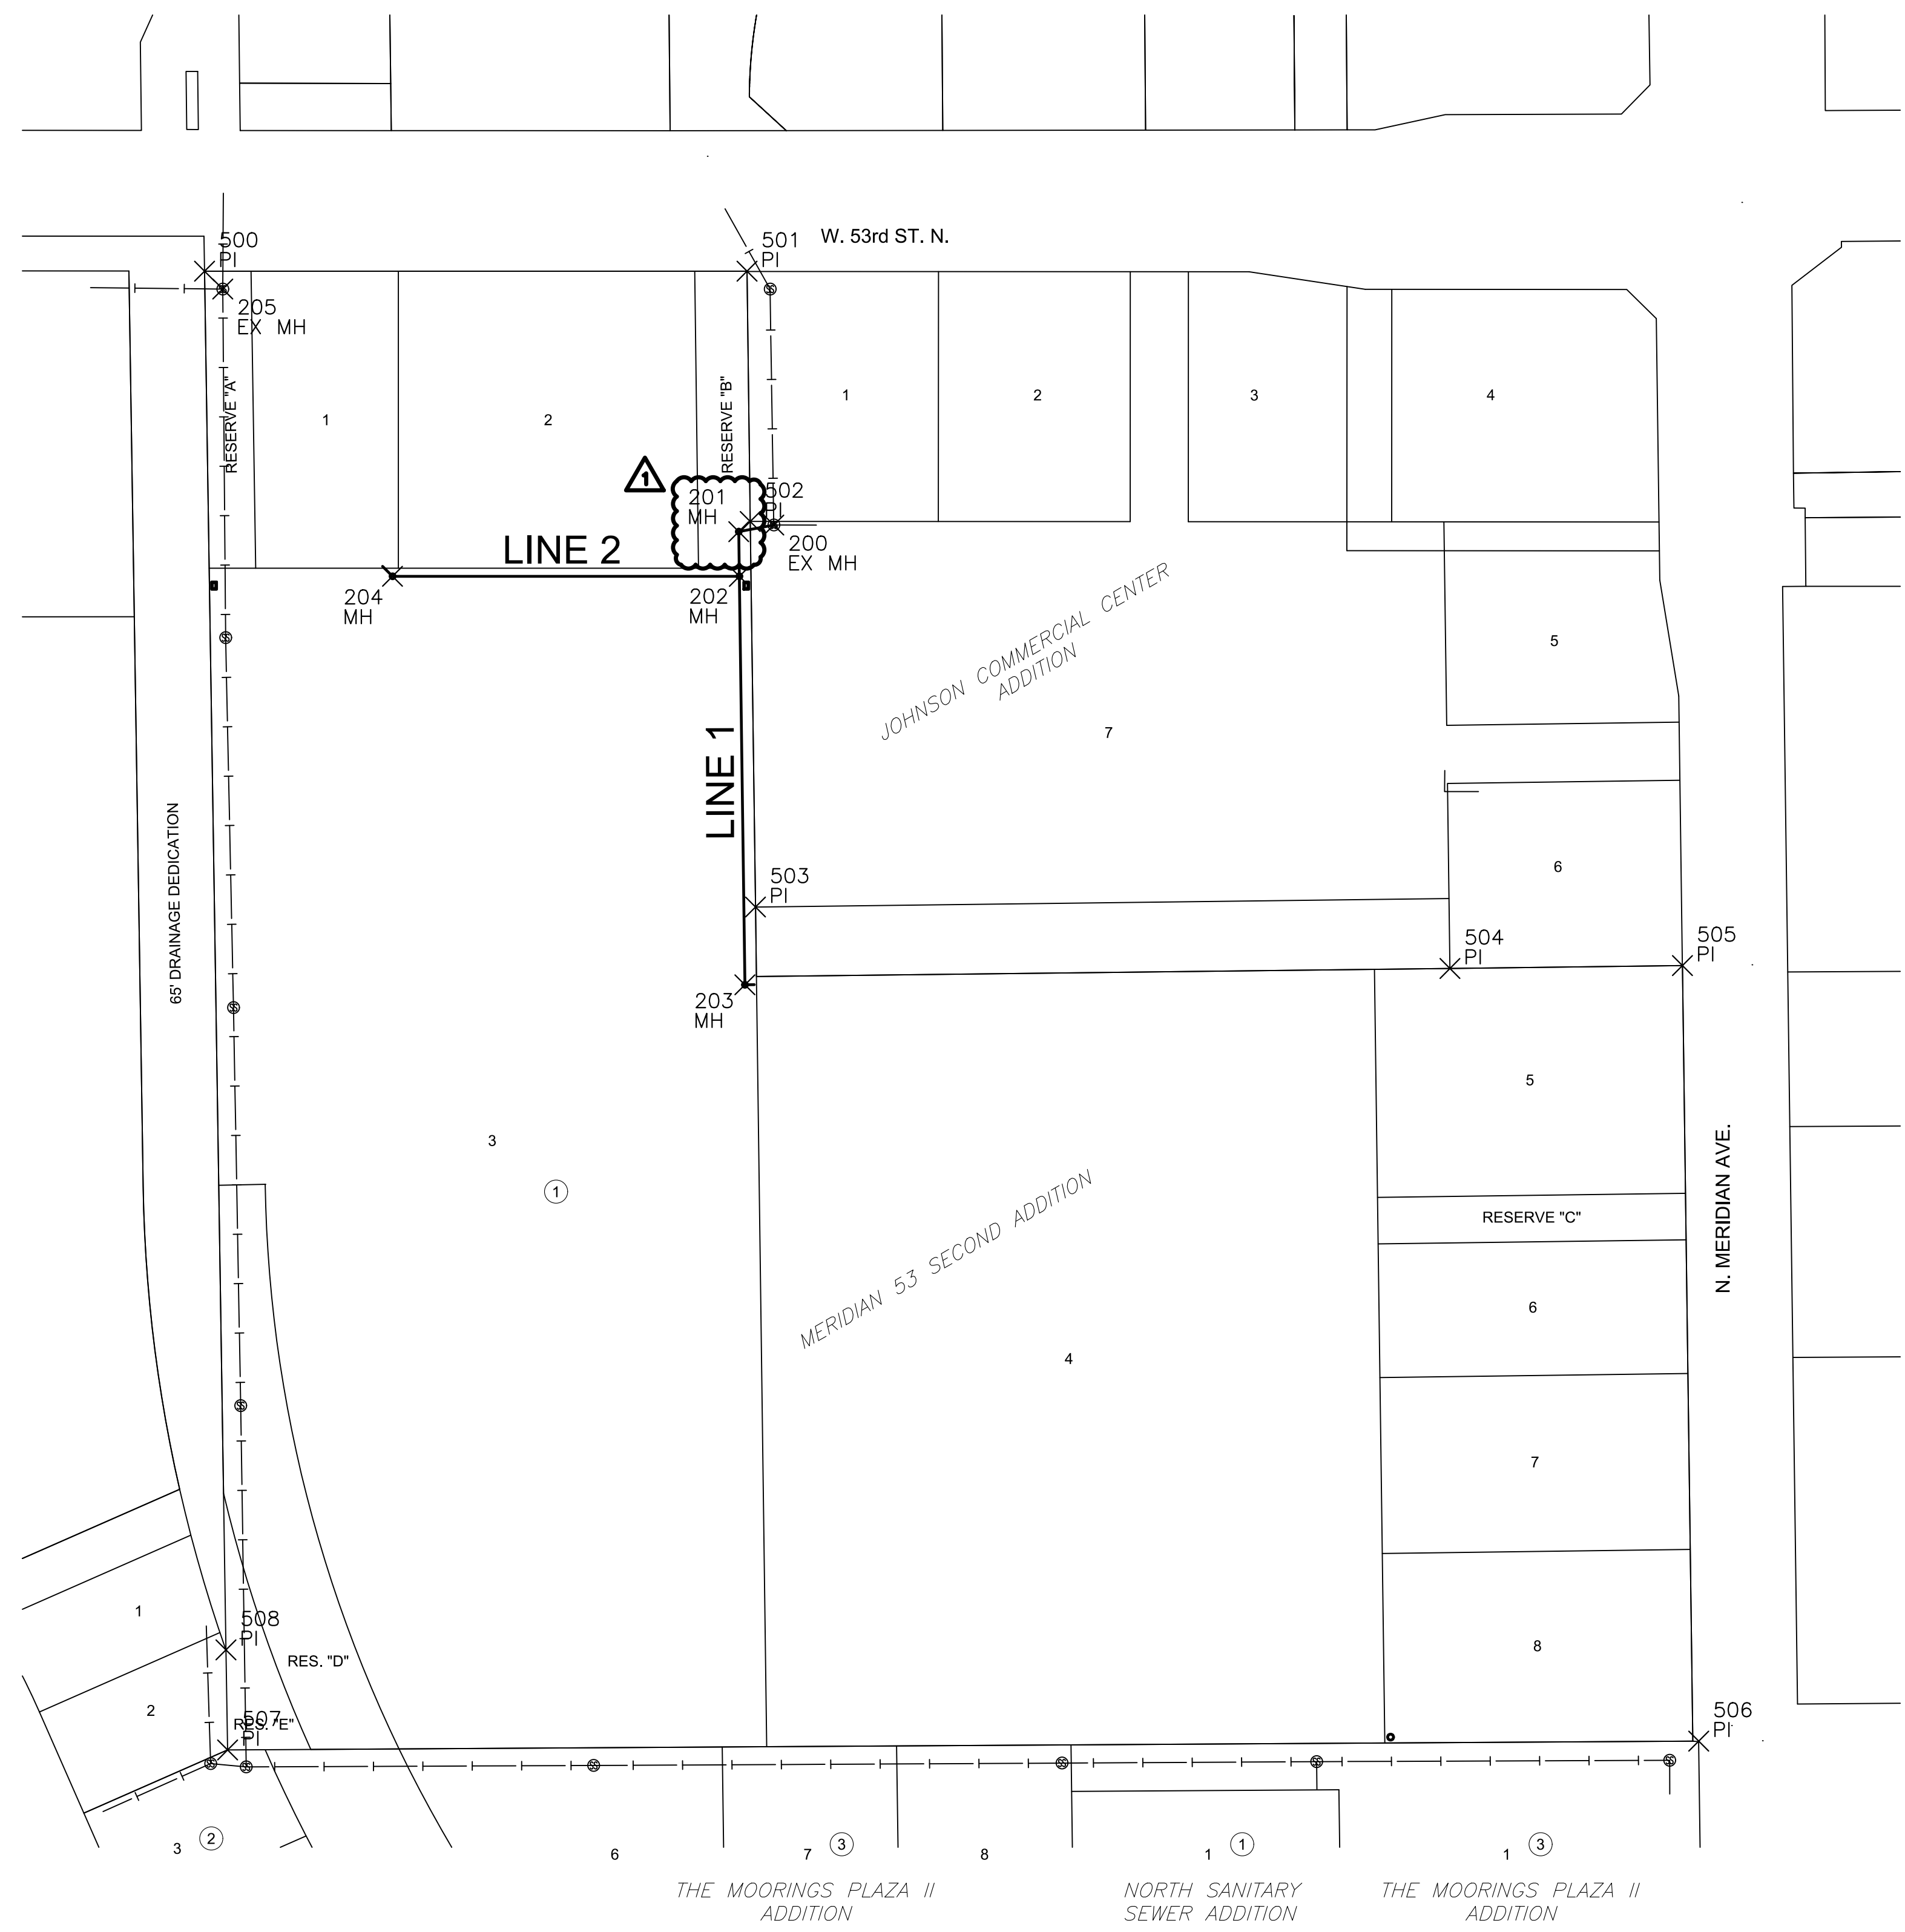 500
PI
501
PI
W. 53rd ST. N.
205
EX MH
RESERVE "A"
RESERVE "B"
1
2
1
2
3
4
1
201
MH
502
PI
200
EX MH
LINE 2
204
MH
202
MH
JOHNSON COMMERCIAL CENTER
ADDITION
5
LINE 1
7
65' DRAINAGE DEDICATION
503
PI
6
504
PI
505
PI
203
MH
5
3
1
N. MERIDIAN AVE.
MERIDIAN 53 SECOND ADDITION
RESERVE "C"
6
4
7
1
508
PI
RES. "D"
8
2
RES. "E"
507
PI
506
PI
3
2
6
7
3
8
1
1
1
3
THE MOORINGS PLAZA II
ADDITION
NORTH SANITARY
SEWER ADDITION
THE MOORINGS PLAZA II
ADDITION